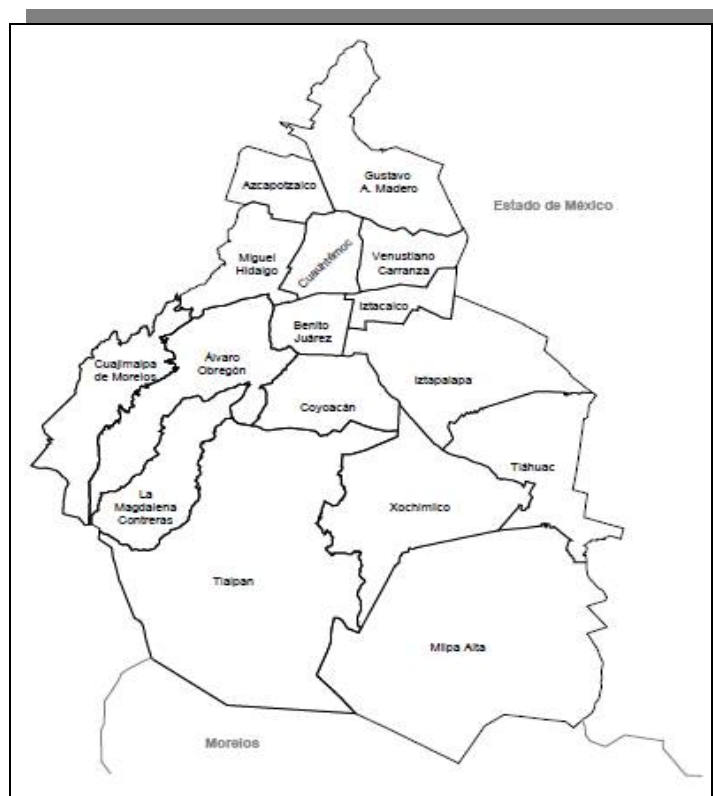 Gustavo
A. Madero
Azcapotzalco
Estado de México
Miguel
Hidalgo
Cuauhtémoc
Venustiano
Carranza
Iztacalco
Benito
Juárez
Cuajimalpa
de Morelos
Álvaro
Obregón
Iztapalapa
Coyoacán
Tláhuac
La
Magdalena
Contreras
Xochimilco
Tlalpan
Milpa Alta
Morelos